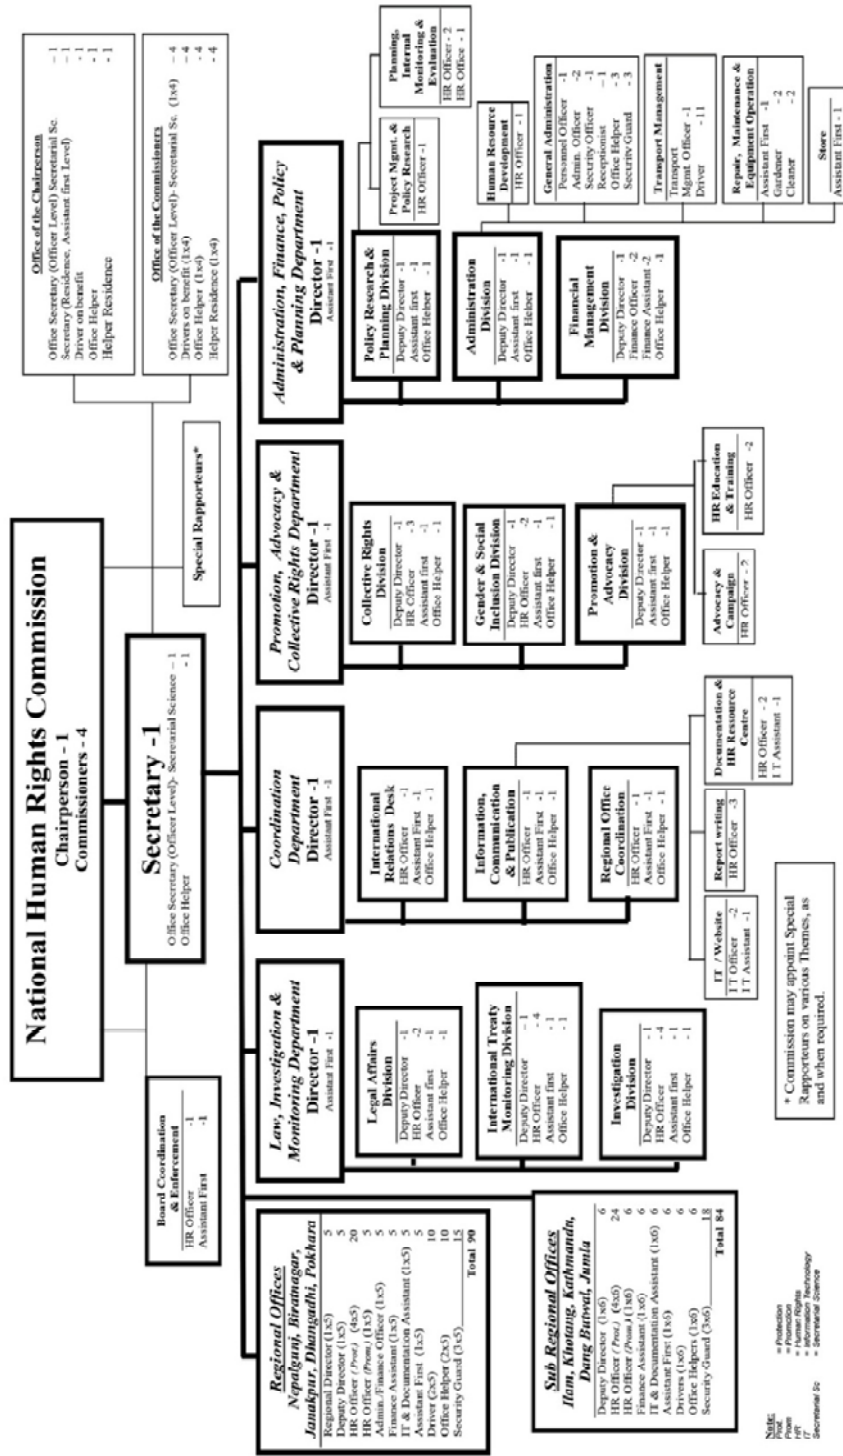 National Human Rights Commission
Chairperson - 1
Commissioners - 4
Office of the Chairperson
Office Secretary (Officer Level) Secretarial Sc. – 1
Secretary (Residence, Assistant first Level) – 1
Driver on benefit - 1
Office Helper - 1
Helper Residence - 1
Office of the Commissioners
Office Secretary (Officer Level)- Secretarial Sc. (1x4) – 4
Drivers on benefit (1x4) – 4
Office Helper (1x4) - 4
Helper Residence (1x4) - 4
Special Rapporteurs*
Secretary -1
Office Secretary (Officer Level)- Secretarial Science – 1
Office Helper - 1
Board Coordination
& Enforcement
HR Officer -1
Assistant First -1
Regional Offices
Nepalgunj, Biratnagar,
Janakpur, Dhangadhi, Pokhara
Regional Director (1x5) 5
Deputy Director (1x5) 5
HR Officer (Prot.) (4x5) 20
HR Officer (Prom) (1x5) 5
Admin./Finance Officer (1x5) 5
Finance Assistant (1x5) 5
IT & Documentation Assistant (1x5) 5
Assistant First (1x5) 5
Driver (2x5) 10
Office Helper (2x5) 10
Security Guard (3x5) 15
Total 90
Sub Regional Offices
Ilam, Khotang, Kathmandu,
Dang Butwal, Jumla
Deputy Director (1x6) 6
HR Officer (Prot.) (4x6) 24
HR Officer (Prom.) (1x6) 6
Finance Assistant (1x6) 6
IT & Documentation Assistant (1x6) 6
Assistant First (1x6) 6
Drivers (1x6) 6
Office Helpers (1x6) 6
Security Guard (3x6) 18
Total 84
Law, Investigation &
Monitoring Department
Director -1
Assistant First -1
Legal Affairs
Division
Deputy Director -1
HR Officer -2
Assistant first -1
Office Helper -1
International Treaty
Monitoring Division
Deputy Director – 1
HR Officer - 4
Assistant first - 1
Office Helper - 1
Investigation
Division
Deputy Director -1
HR Officer -4
Assistant first -1
Office Helper - 1
Coordination
Department
Director -1
Assistant First -1
International
Relations Desk
HR Officer -1
Assistant First -1
Office Helper - 1
Information,
Communication
& Publication
HR Officer -1
Assistant First -1
Office Helper - 1
Regional Office
Coordination
HR Officer - 1
Assistant First -1
Office Helper - 1
IT / Website
IT Officer -2
IT Assistant -1
Report writing
HR Officer -3
Documentation &
HR Ressource
Centre
HR Officer - 2
IT Assistant -1
Promotion, Advocacy &
Collective Rights Department
Director -1
Assistant First -1
Collective Rights
Division
Deputy Director -1
HR Officer - 3
Assistant first -1
Office Helper - 1
Gender & Social
Inclusion Division
Deputy Director -1
HR Officer -2
Assistant first -1
Office Helper - 1
Promotion &
Advocacy
Division
Deputy Director -1
Assistant first -1
Office Helper - 1
Advocacy &
Campaign
HR Officer - 2
HR Education
& Training
HR Officer -2
Administration, Finance, Policy
& Planning Department
Director -1
Assistant First -1
Policy Research &
Planning Division
Deputy Director -1
Assistant first -1
Office Helper - 1
Administration
Division
Deputy Director -1
Assistant first -1
Office Helper - 1
Financial
Management
Division
Deputy Director -1
Finance Officer -2
Finance Assistant -2
Office Helper -1
Project Mgmt. &
Policy Research
HR Officer -1
Planning,
Internal
Monitoring &
Evaluation
HR Officer - 2
HR Office - 1
Human Resource
Development
HR Officer - 1
General Administration
Personnel Officer -1
Admin. Officer -2
Security Officer -1
Receptionist – 1
Office Helper - 3
Security Guard - 3
Transport Management
Transport
Mgmt Officer -1
Driver - 11
Repair, Maintenance &
Equipment Operation
Assistant First -1
Gardener -2
Cleaner -2
Store
Assistant First - 1
* Commission may appoint Special
Rapporteurs on various Themes, as
and when required.
Note:
Prot. = Protection
Prom = Promotion
HR = Human Rights
IT = Information Technology
Secretarial Sc = Secretarial Science